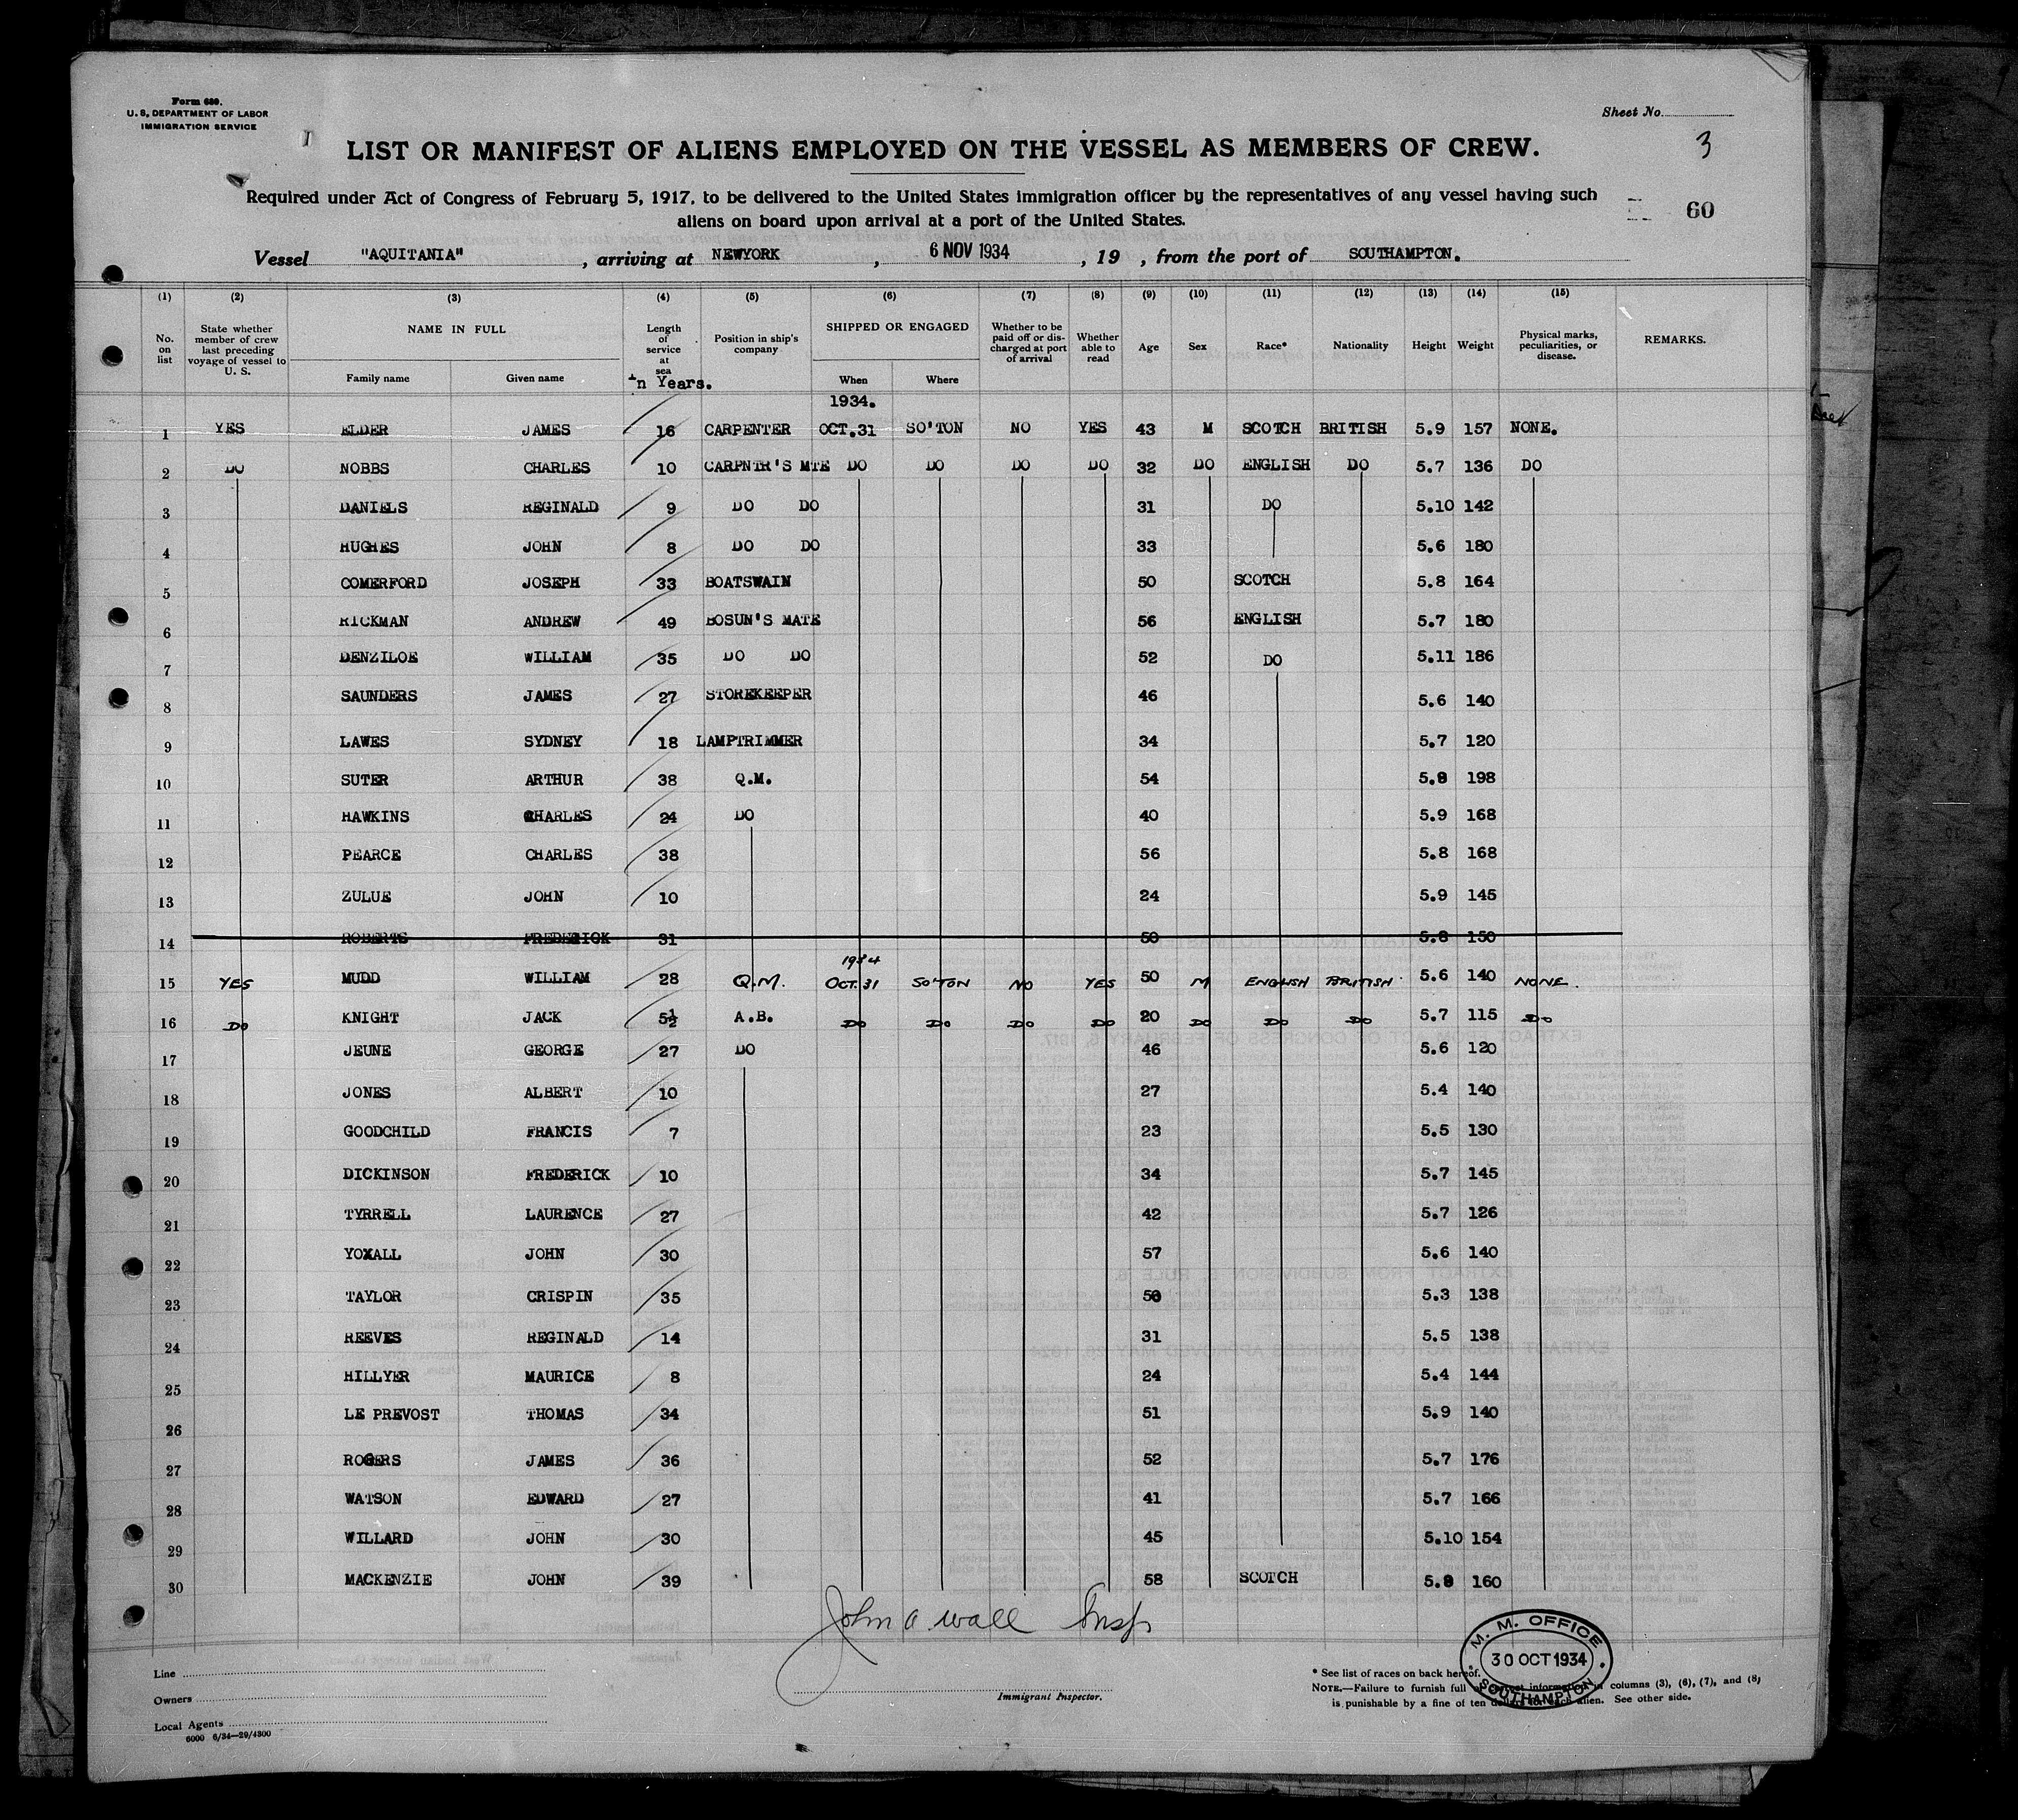 Form 680.
U. S. DEPARTMENT OF LABOR
IMMIGRATION SERVICE
Sheet No.
3
LIST OR MANIFEST OF ALIENS EMPLOYED ON THE VESSEL AS MEMBERS OF CREW.
Required under Act of Congress of February 5, 1917, to be delivered to the United States immigration officer by the representatives of any vessel having such
aliens on board upon arrival at a port of the United States.
60
Vessel "AQUITANIA" , arriving at NEWYORK , 6 NOV 1934 , 19 , from the port of SOUTHAMPTON.
(1) (2) (3) (4) (5) (6) (7) (8) (9) (10) (11) (12) (13) (14) (15)
No. on list State whether member of crew last preceding voyage of vessel to U. S. NAME IN FULL Family name Given name Length of service at sea in Years. Position in ship's company SHIPPED OR ENGAGED When Where Whether to be paid off or discharged at port of arrival Whether able to read Age Sex Race* Nationality Height Weight Physical marks, peculiarities, or disease. REMARKS.
1934.
1 YES ELDER JAMES 16 CARPENTER OCT.31 SO'TON NO YES 43 M SCOTCH BRITISH 5.9 157 NONE.
2 DO NOBBS CHARLES 10 CARPNTR'S MTE DO DO DO DO 32 DO ENGLISH DO 5.7 136 DO
3 DANIELS REGINALD 9 DO DO 31 DO 5.10 142
4 HUGHES JOHN 8 DO DO 33 5.6 180
5 COMERFORD JOSEPH 33 BOATSWAIN 50 SCOTCH 5.8 164
6 RICKMAN ANDREW 49 BOSUN'S MATE 56 ENGLISH 5.7 180
7 DENZILOE WILLIAM 35 DO DO 52 DO 5.11 186
8 SAUNDERS JAMES 27 STOREKEEPER 46 5.6 140
9 LAWES SYDNEY 18 LAMPTRIMMER 34 5.7 120
10 SUTER ARTHUR 38 Q.M. 54 5.8 198
11 HAWKINS CHARLES 24 DO 40 5.9 168
12 PEARCE CHARLES 38 56 5.8 168
13 ZULUE JOHN 10 24 5.9 145
14 ROBERTS FREDERICK 31 50 5.8 150
1934
15 YES MUDD WILLIAM 28 Q.M. OCT.31 SO'TON NO YES 50 M ENGLISH BRITISH 5.6 140 NONE.
16 DO KNIGHT JACK 5½ A.B. DO DO DO DO 20 DO DO DO 5.7 115 DO
17 JEUNE GEORGE 27 DO 46 5.6 120
18 JONES ALBERT 10 27 5.4 140
19 GOODCHILD FRANCIS 7 23 5.5 130
20 DICKINSON FREDERICK 10 34 5.7 145
21 TYRRELL LAURENCE 27 42 5.7 126
22 YOXALL JOHN 30 57 5.6 140
23 TAYLOR CRISPIN 35 50 5.3 138
24 REEVES REGINALD 14 31 5.5 138
25 HILLYER MAURICE 8 24 5.4 144
26 LE PREVOST THOMAS 34 51 5.9 140
27 ROGERS JAMES 36 52 5.7 176
28 WATSON EDWARD 27 41 5.7 166
29 WILLARD JOHN 30 45 5.10 154
30 MACKENZIE JOHN 39 58 SCOTCH 5.8 160
John A. Wall Insp
Immigrant Inspector.
Line
Owners
Local Agents
6000 6/34—29/4300
M. M. OFFICE
30 OCT 1934
SOUTHAMPTON
* See list of races on back hereof.
NOTE.—Failure to furnish full information columns (3), (6), (7), and (8)
is punishable by a fine of ten dollars for each alien. See other side.